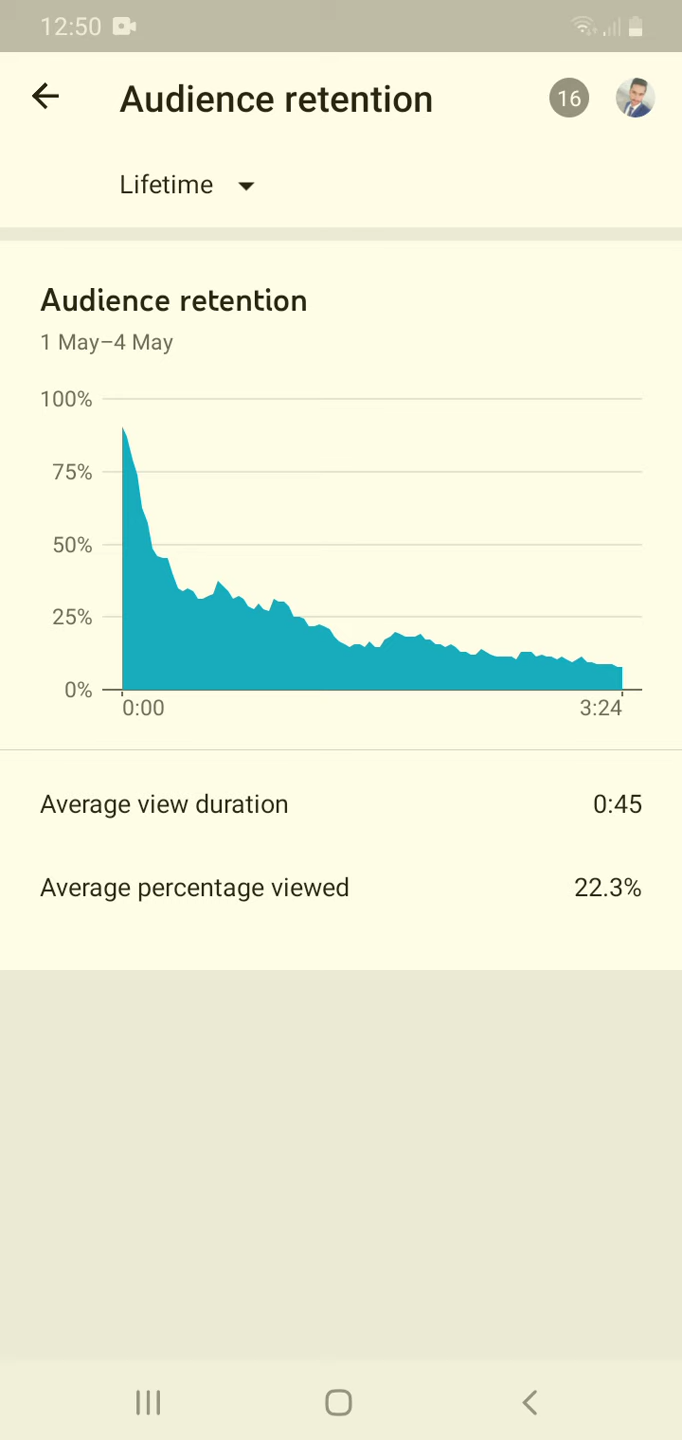 12:50
Audience retention
16
Lifetime
Audience retention
1 May–4 May
100%
75%
50%
25%
0%
0:00 3:24
Average view duration 0:45
Average percentage viewed 22.3%